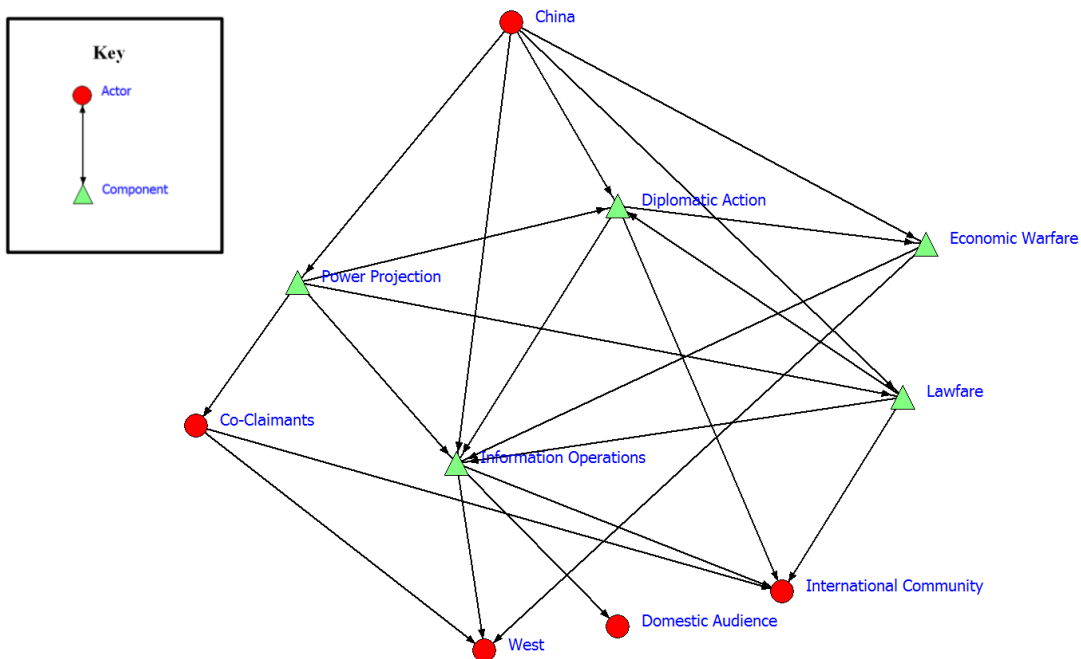 China
Key
Actor
Component
Diplomatic Action
Economic Warfare
Power Projection
Lawfare
Co-Claimants
Information Operations
International Community
Domestic Audience
West